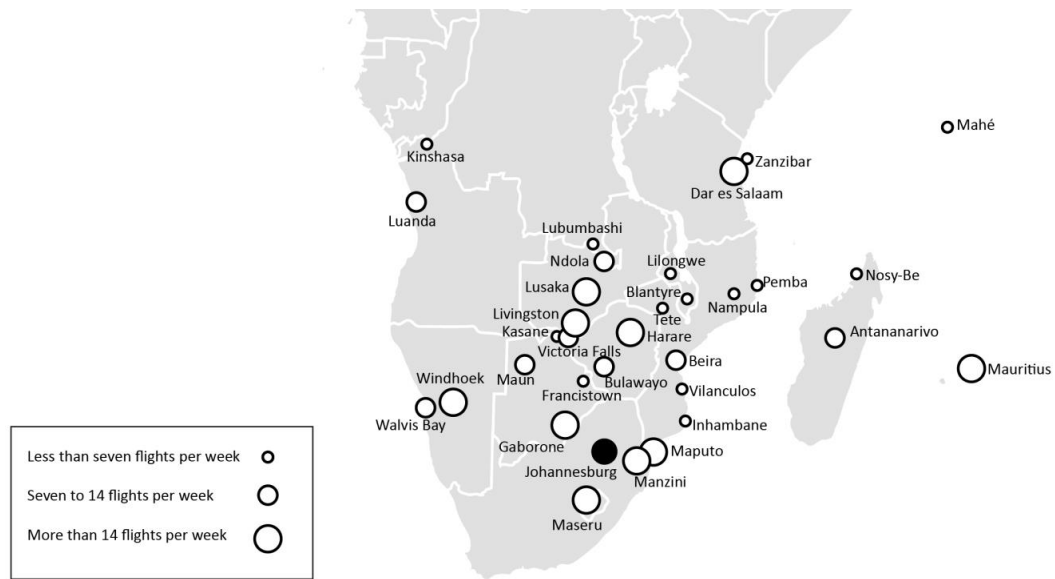 Mahé
Kinshasa
Zanzibar
Dar es Salaam
Luanda
Lubumbashi
Ndola
Lilongwe
Pemba
Nosy-Be
Lusaka
Blantyre
Nampula
Livingston
Tete
Kasane
Harare
Antananarivo
Victoria Falls
Beira
Mauritius
Maun
Bulawayo
Windhoek
Francistown
Vilanculos
Walvis Bay
Inhambane
Gaborone
Maputo
Johannesburg
Manzini
Maseru
Less than seven flights per week
Seven to 14 flights per week
More than 14 flights per week